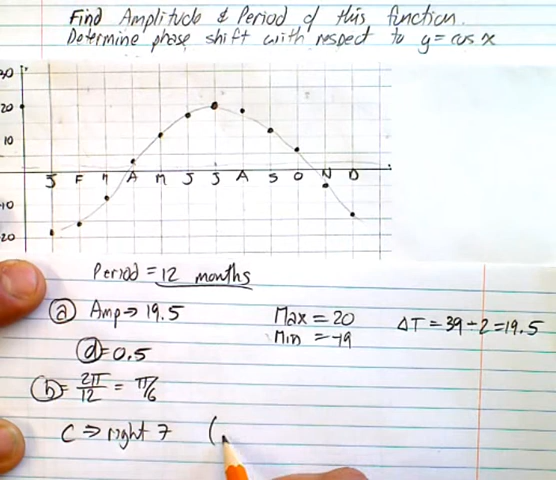 Find Amplitude & Period of this function.
Determine phase shift with respect to y = cos x
30
20
10
J F M A M J J A S O N D
-10
-20
Period = 12 months
(a) Amp → 19.5 Max = 20 ΔT = 39 ÷ 2 = 19.5
Min = -19
(d) = 0.5
(b) = 2π/12 = π/6
C ⇒ right 7 (